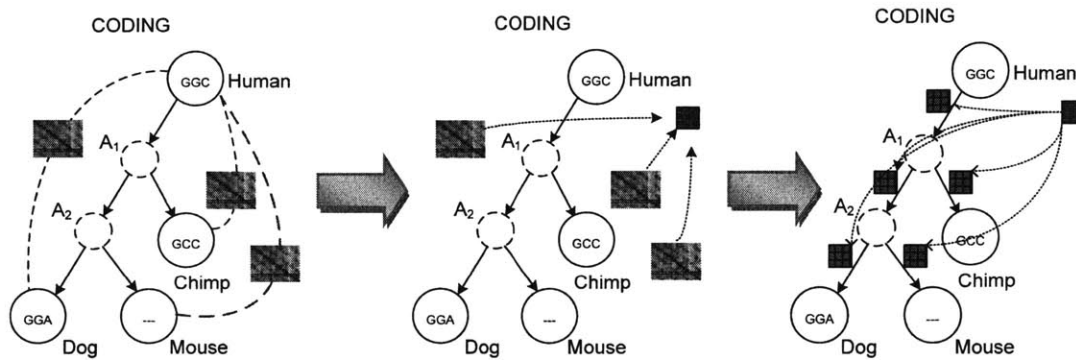 CODING
GGC
Human
A1
A2
GCC
Chimp
GGA
Dog
---
Mouse
CODING
GGC
Human
A1
A2
GCC
Chimp
GGA
Dog
---
Mouse
CODING
GGC
Human
A1
A2
GCC
Chimp
GGA
Dog
---
Mouse